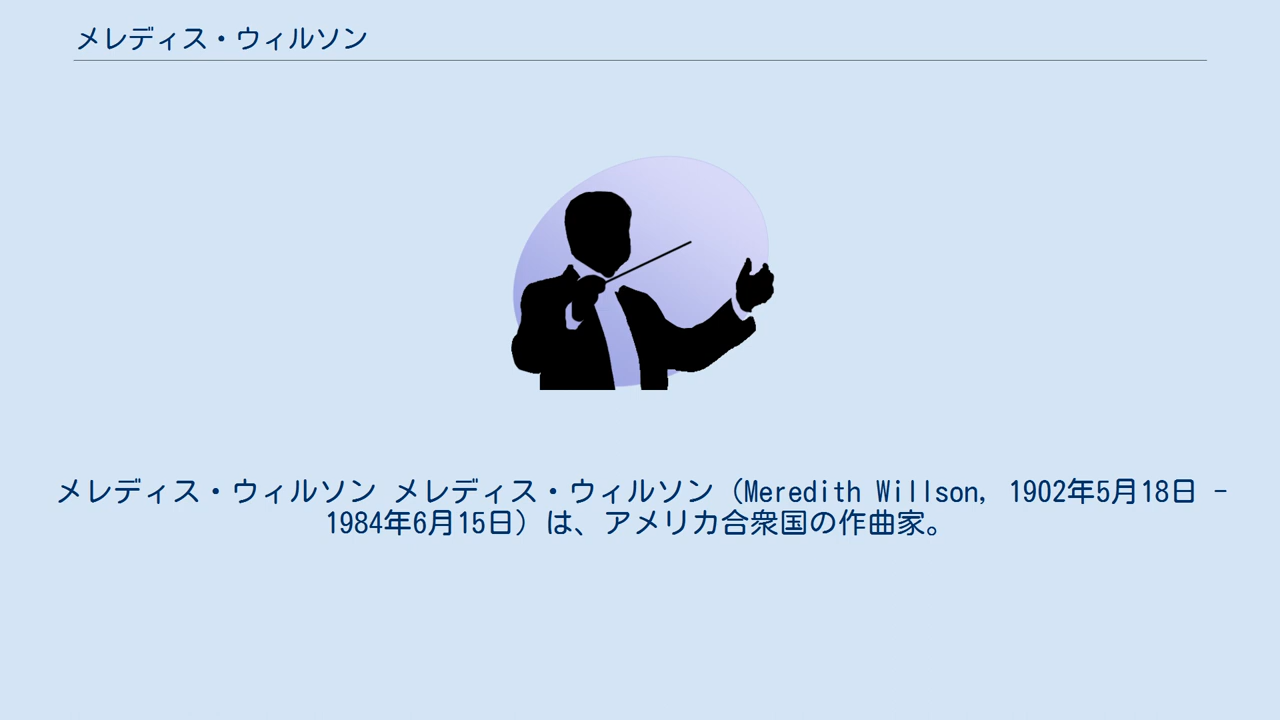 メレディス・ウィルソン
メレディス・ウィルソン メレディス・ウィルソン（Meredith Willson, 1902年5月18日 -
1984年6月15日）は、アメリカ合衆国の作曲家。